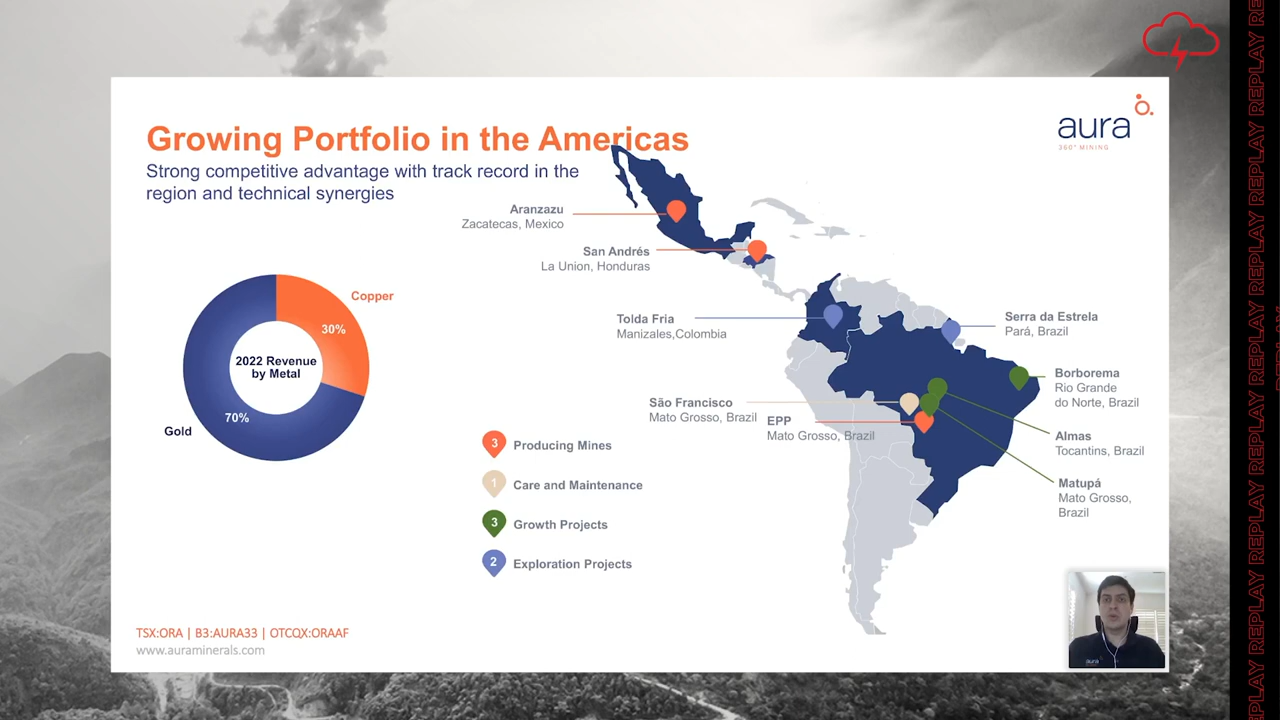 Growing Portfolio in the Americas
Strong competitive advantage with track record in the
region and technical synergies
aura
360° MINING
Aranzazu
Zacatecas, Mexico
San Andrés
La Union, Honduras
Tolda Fria
Manizales,Colombia
Serra da Estrela
Pará, Brazil
Borborema
Rio Grande
do Norte, Brazil
São Francisco
Mato Grosso, Brazil
EPP
Mato Grosso, Brazil
Almas
Tocantins, Brazil
Matupá
Mato Grosso,
Brazil
Copper
30%
2022 Revenue
by Metal
70%
Gold
3 Producing Mines
1 Care and Maintenance
3 Growth Projects
2 Exploration Projects
TSX:ORA | B3:AURA33 | OTCQX:ORAAF
www.auraminerals.com
aura
REPLAY REPLAY REPLAY REPLAY REPLAY REPLAY REPLAY REPLAY REPLAY
REPLAY